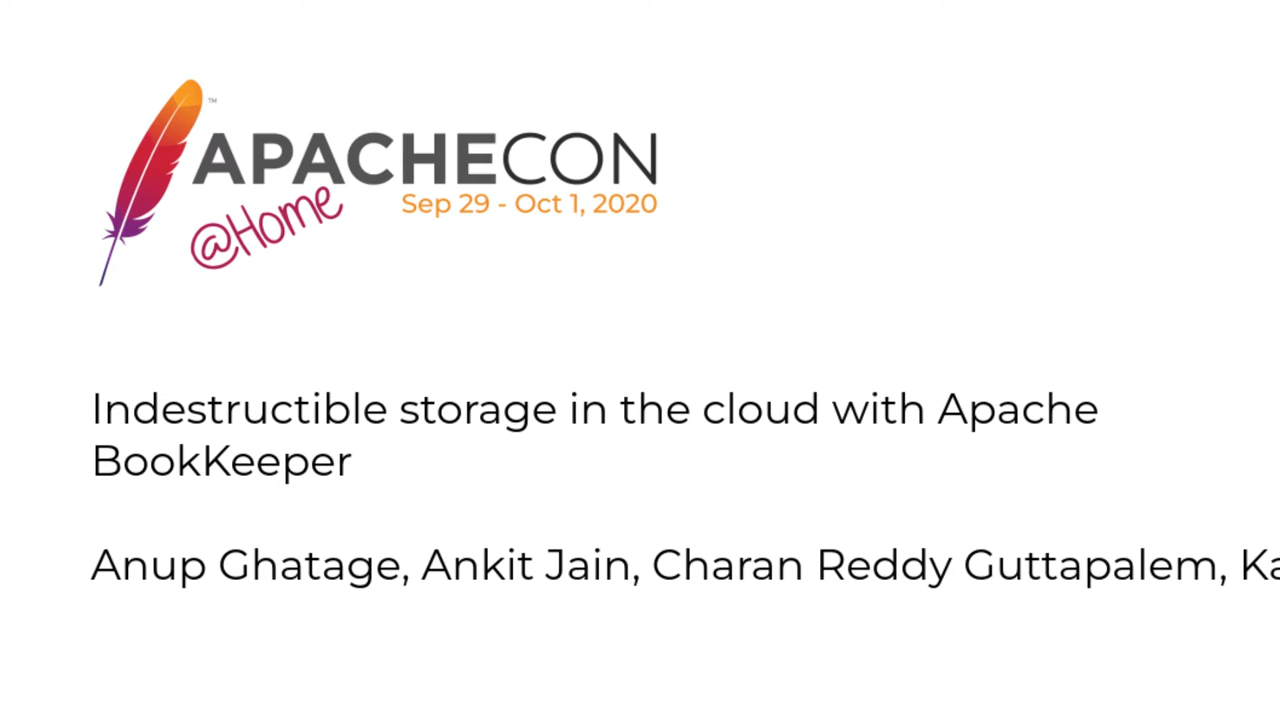 ™
APACHECON
@Home
Sep 29 - Oct 1, 2020
Indestructible storage in the cloud with Apache
BookKeeper
Anup Ghatage, Ankit Jain, Charan Reddy Guttapalem,